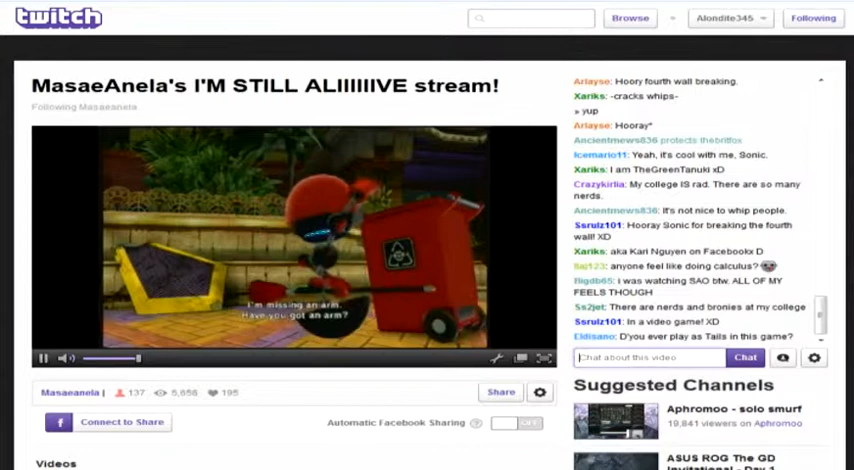 twitch
Browse
Alondite345
Following
MasaeAnela's I'M STILL ALIIIIIIVE stream!
Following Masaeanela
I'm missing an arm.
Have you got an arm?
Masaeanela |
137
5,656
195
Share
f Connect to Share
Automatic Facebook Sharing
OFF
Videos
Arlayse: Hoory fourth wall breaking.
Xariks: -cracks whips-
» yup
Arlayse: Hooray*
Ancientmews836 protects thebritfox
Icemario11: Yeah, it's cool with me, Sonic.
Xariks: I am TheGreenTanuki xD
Crazykirlia: My college IS rad. There are so many
nerds.
Ancientmews836: It's not nice to whip people.
Ssrulz101: Hooray Sonic for breaking the fourth
wall! XD
Xariks: aka Kari Nguyen on Facebookx D
anyone feel like doing calculus?
i was watching SAO btw. ALL OF MY
FEELS THOUGH
Ss2jet: There are nerds and bronies at my college
Ssrulz101: In a video game! XD
Eldisano: D'you ever play as Tails in this game?
Chat about this video
Chat
Suggested Channels
Aphromoo - solo smurf
19,841 viewers on Aphromoo
ASUS ROG The GD
Invitational - Day 1